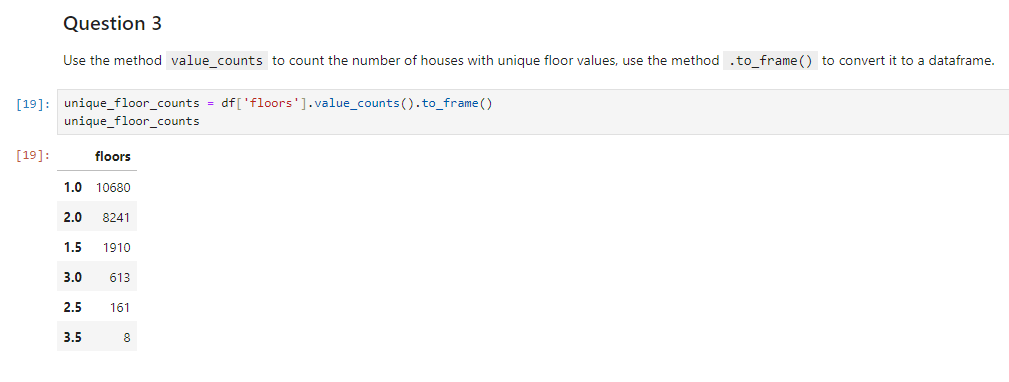 Question 3
Use the method value_counts to count the number of houses with unique floor values, use the method .to_frame() to convert it to a dataframe.
[19]: unique_floor_counts = df['floors'].value_counts().to_frame()
unique_floor_counts
[19]: floors
1.0 10680
2.0 8241
1.5 1910
3.0 613
2.5 161
3.5 8